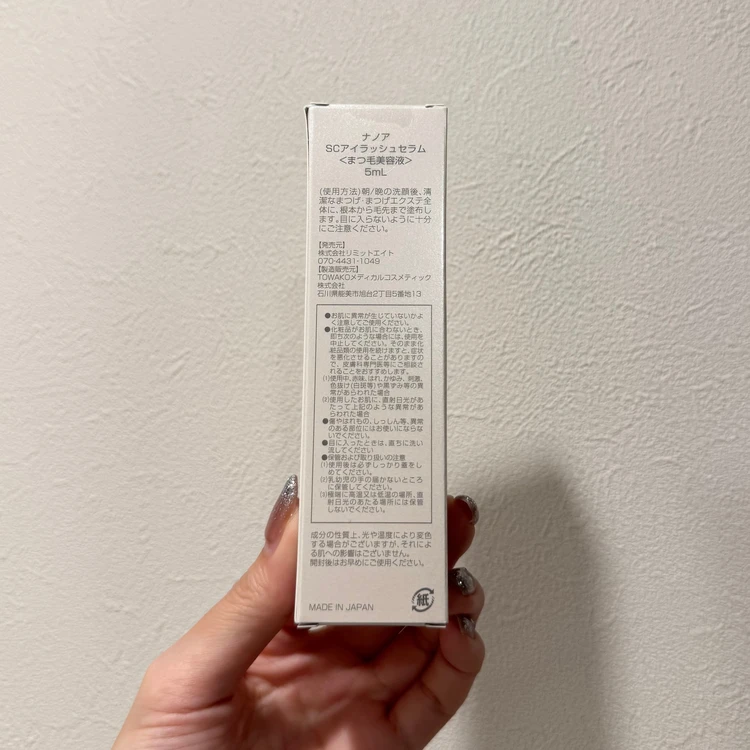 ナノア
SCアイラッシュセラム
<まつ毛美容液>
5mL
(使用方法)朝/晩の洗顔後、清
潔なまつげ・まつげエクステ全
体に、根本から毛先まで塗布し
ます。目に入らないように十分
にご注意ください。
【発売元】
株式会社リミットエイト
070-4431-1049
【製造販売元】
TOWAKOメディカルコスメティック
株式会社
石川県能美市旭台2丁目5番地13
●お肌に異常が生じていないかよ
く注意してご使用ください。
●化粧品がお肌に合わないとき、
即ち次のような場合には、使用を
中止してください。そのまま化
粧品類の使用を続けますと、症状
を悪化させることがありますの
で、皮膚科専門医等にご相談さ
れることをおすすめします。
(1)使用中、赤味、はれ、かゆみ、刺激、
色抜け(白斑等)や黒ずみ等の異
常があらわれた場合
(2)使用したお肌に、直射日光があ
たって上記のような異常があ
らわれた場合
●傷やはれもの、しっしん等、異常
のある部位にはお使いにならな
いでください。
●目に入ったときは、直ちに洗い
流してください
●保管および取り扱いの注意
(1)使用後は必ずしっかり蓋をし
めてください。
(2)乳幼児の手の届かないところ
に保管してください。
(3)極端に高温又は低温の場所、直
射日光のあたる場所には保管
しないでください。
成分の性質上、光や温度により変色
する場合がございますが、それによ
る肌への影響はございません。
開封後はお早めにご使用ください。
MADE IN JAPAN
紙